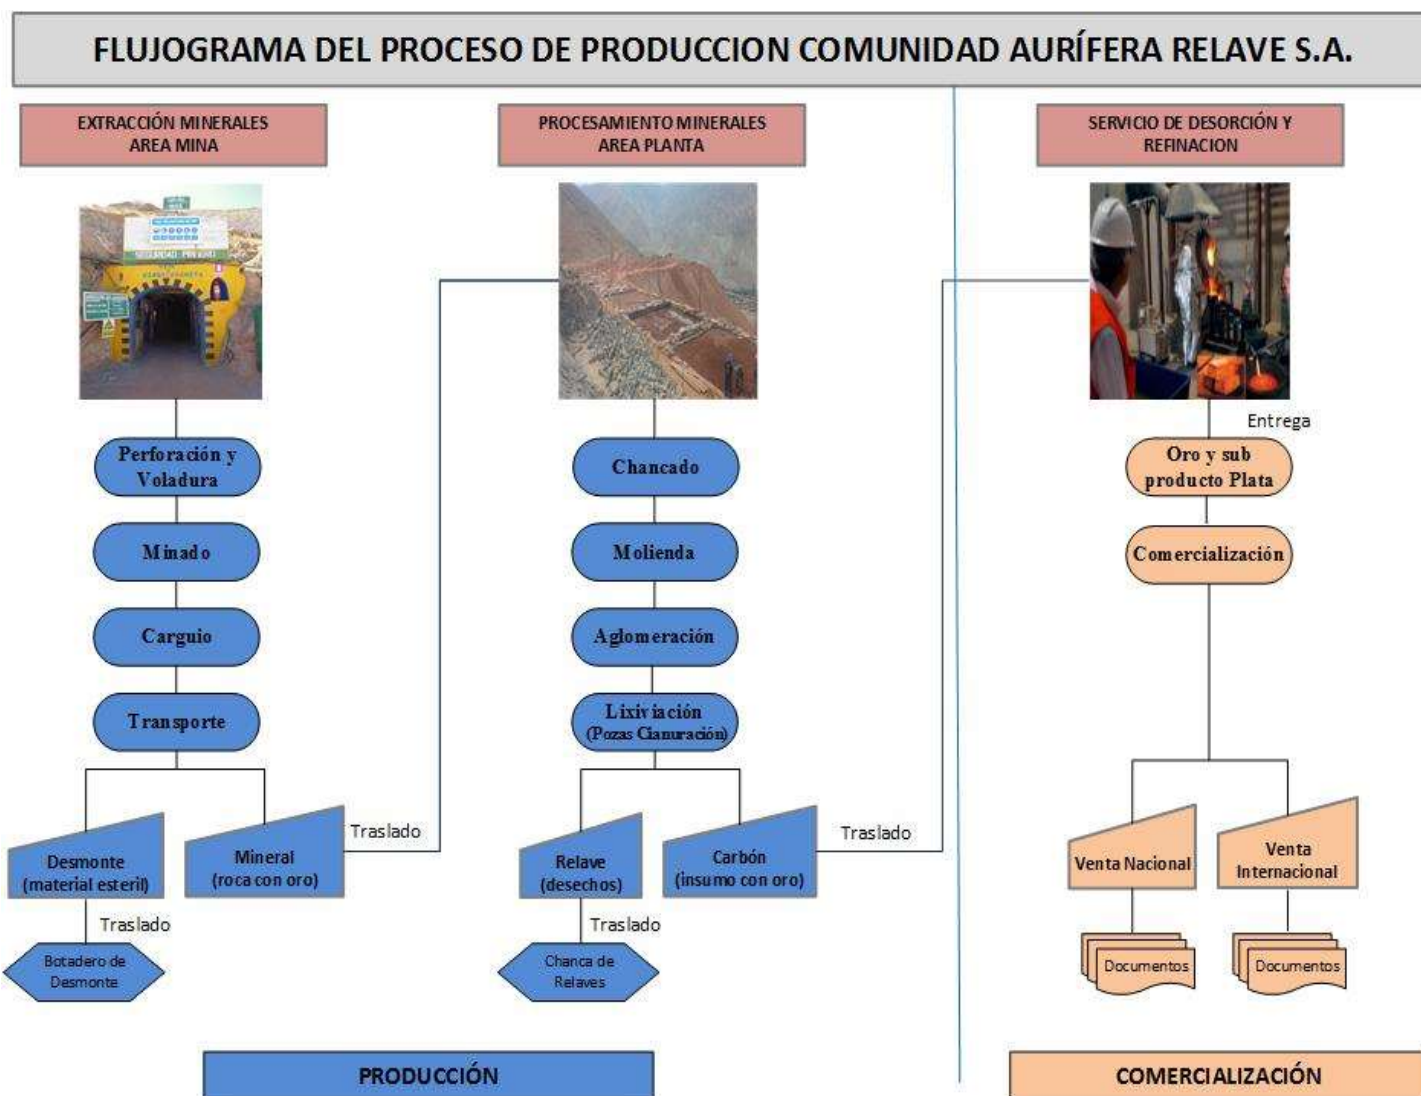 FLUJOGRAMA DEL PROCESO DE PRODUCCION COMUNIDAD AURÍFERA RELAVE S.A.
EXTRACCIÓN MINERALES
AREA MINA
PROCESAMIENTO MINERALES
AREA PLANTA
SERVICIO DE DESORCIÓN Y
REFINACION
SEGURIDAD PRIMERO
Perforación y
Voladura
Minado
Carguio
Transporte
Desmonte
(material esteril)
Mineral
(roca con oro)
Traslado
Traslado
Botadero de
Desmonte
Chancado
Molienda
Aglomeración
Lixiviación
(Pozas Cianuración)
Relave
(desechos)
Carbón
(insumo con oro)
Traslado
Traslado
Chanca de
Relaves
Entrega
Oro y sub
producto Plata
Comercialización
Venta Nacional
Venta
Internacional
Documentos
Documentos
PRODUCCIÓN
COMERCIALIZACIÓN